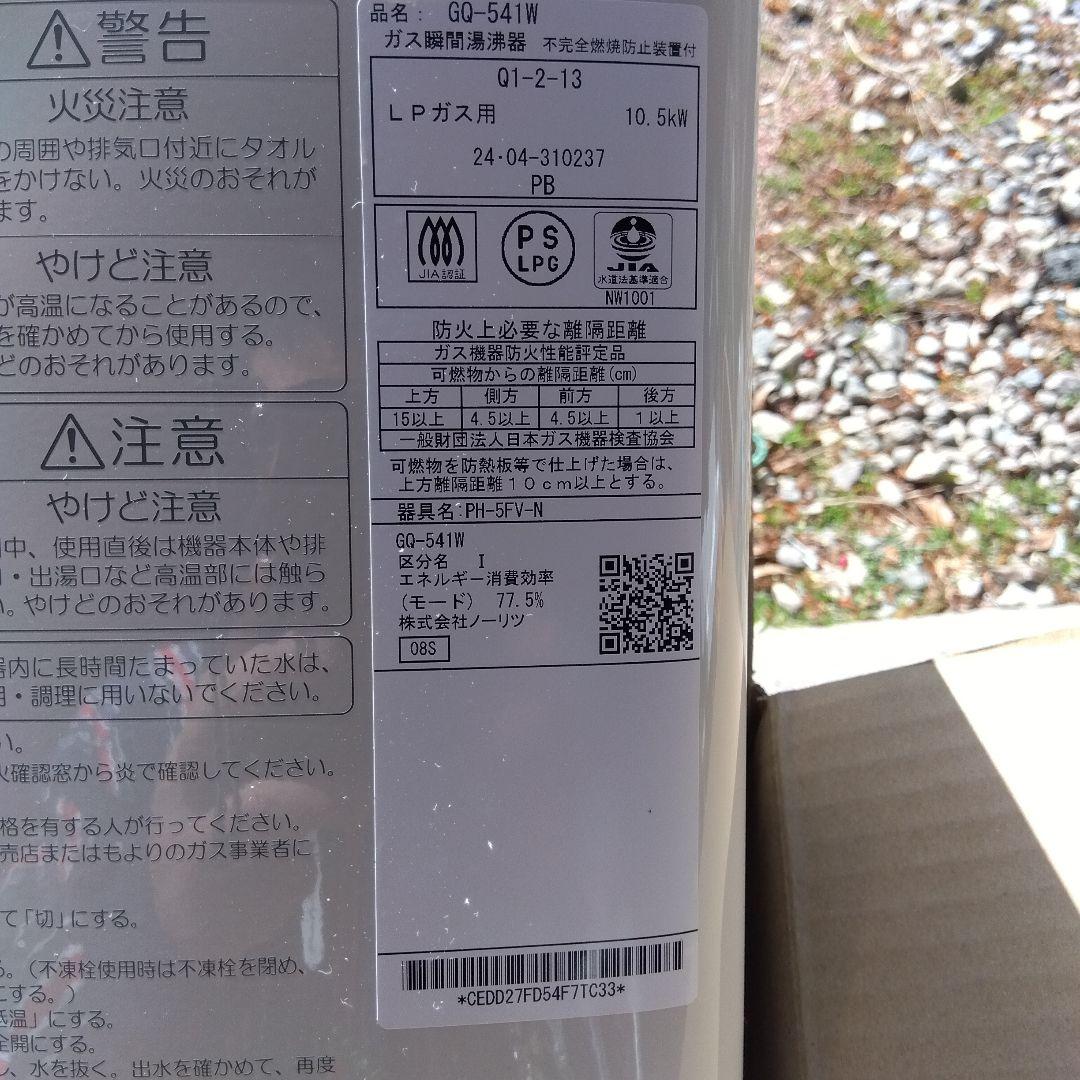 警告
火災注意
の周囲や排気口付近にタオル
をかけない。火災のおそれが
ます。
やけど注意
が高温になることがあるので、
を確かめてから使用する。
どのおそれがあります。
注意
やけど注意
中、使用直後は機器本体や排
・出湯口など高温部には触ら
い。やけどのおそれがあります。
器内に長時間たまっていた水は、
用・調理に用いないでください。
い。
火確認窓から炎で確認してください。
格を有する人が行ってください。
売店またはもよりのガス事業者に
て「切」にする。
る。(不凍栓使用時は不凍栓を閉め、
にする。)
低温」にする。
全開にする。
し、水を抜く。出水を確かめて、再度
品名: GQ-541W
ガス瞬間湯沸器 不完全燃焼防止装置付
Q1-2-13
LPガス用 10.5kW
24・04-310237
PB
JIA認証
PS
LPG
JIA
水道法基準適合
NW1001
防火上必要な離隔距離
ガス機器防火性能評定品
可燃物からの離隔距離(cm)
上方 側方 前方 後方
15以上 4.5以上 4.5以上 1以上
一般財団法人日本ガス機器検査協会
可燃物を防熱板等で仕上げた場合は、
上方離隔距離10cm以上とする。
器具名:PH-5FV-N
GQ-541W
区分名 I
エネルギー消費効率
(モード) 77.5%
株式会社ノーリツ
08S
*CEDD27FD54F7TC33*